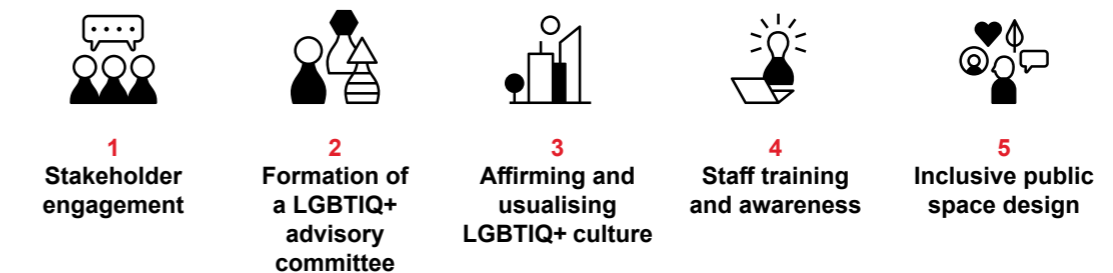 1
Stakeholder
engagement
2
Formation of
a LGBTIQ+
advisory
committee
3
Affirming and
usualising
LGBTIQ+ culture
4
Staff training
and awareness
5
Inclusive public
space design